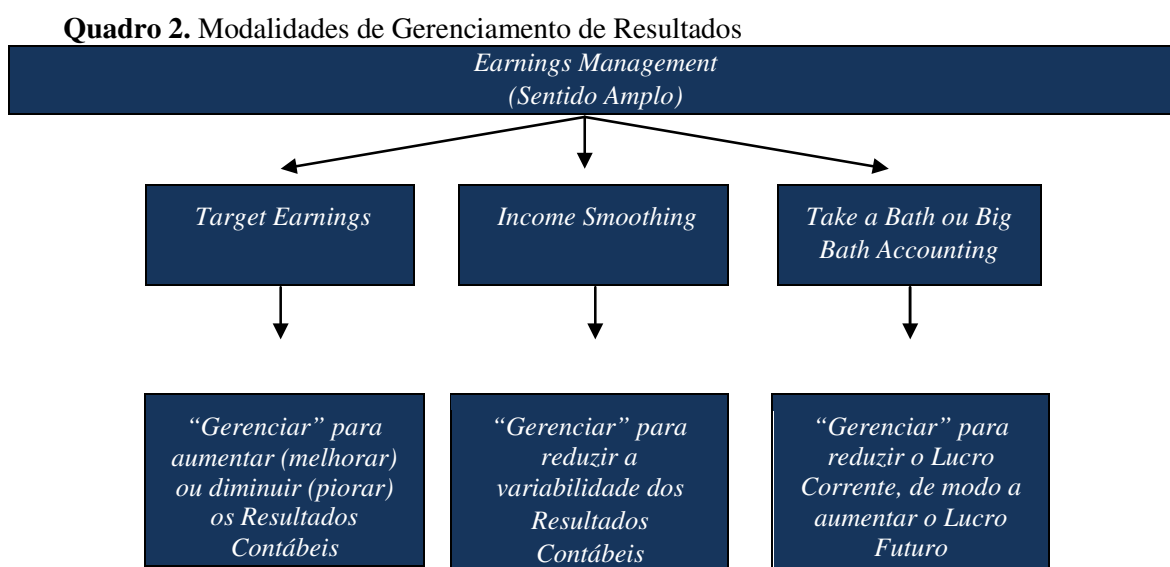 Quadro 2. Modalidades de Gerenciamento de Resultados
Earnings Management
(Sentido Amplo)
Target Earnings
Income Smoothing
Take a Bath ou Big
Bath Accounting
“Gerenciar” para
aumentar (melhorar)
ou diminuir (piorar)
os Resultados
Contábeis
“Gerenciar” para
reduzir a
variabilidade dos
Resultados
Contábeis
“Gerenciar” para
reduzir o Lucro
Corrente, de modo a
aumentar o Lucro
Futuro